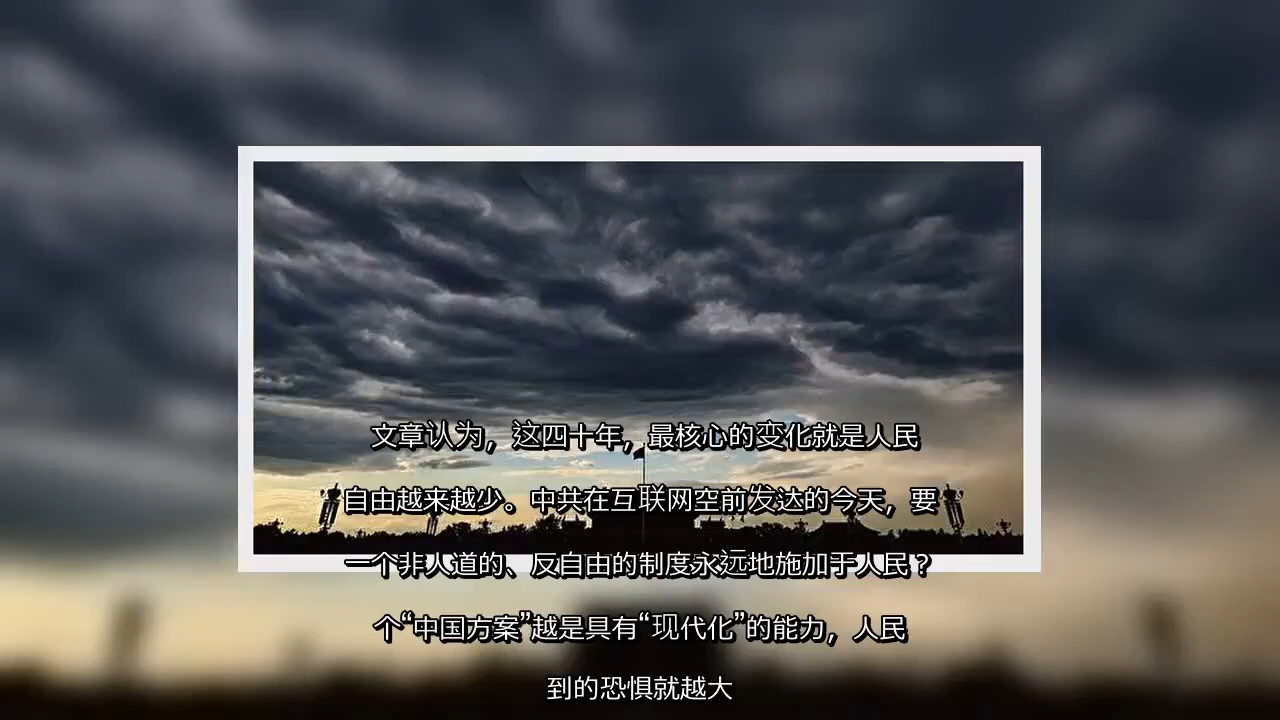 文章认为，这四十年，最核心的变化就是人民
自由越来越少。中共在互联网空前发达的今天，要
一个非人道的、反自由的制度永远地施加于人民？
个“中国方案”越是具有“现代化”的能力，人民
到的恐惧就越大